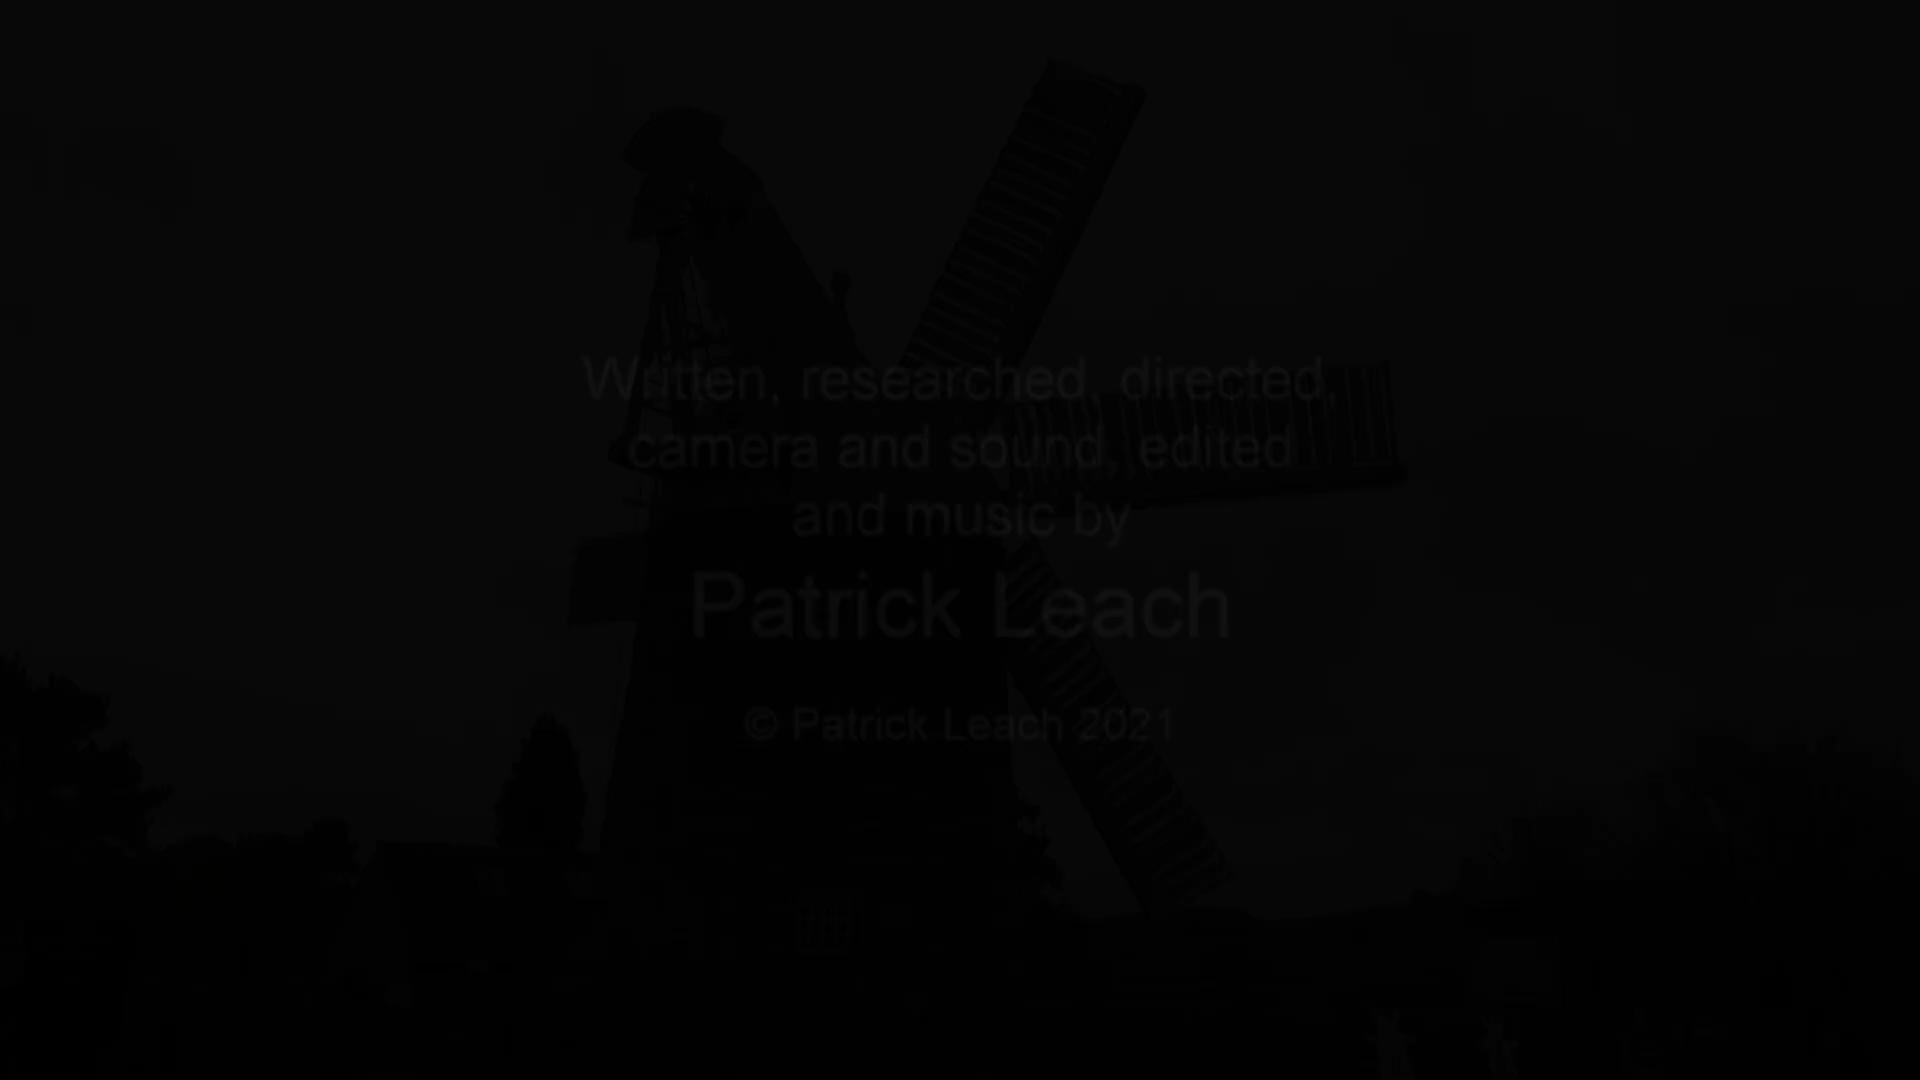 Written, researched, directed,
camera and sound, edited
and music by
Patrick Leach
© Patrick Leach 2021